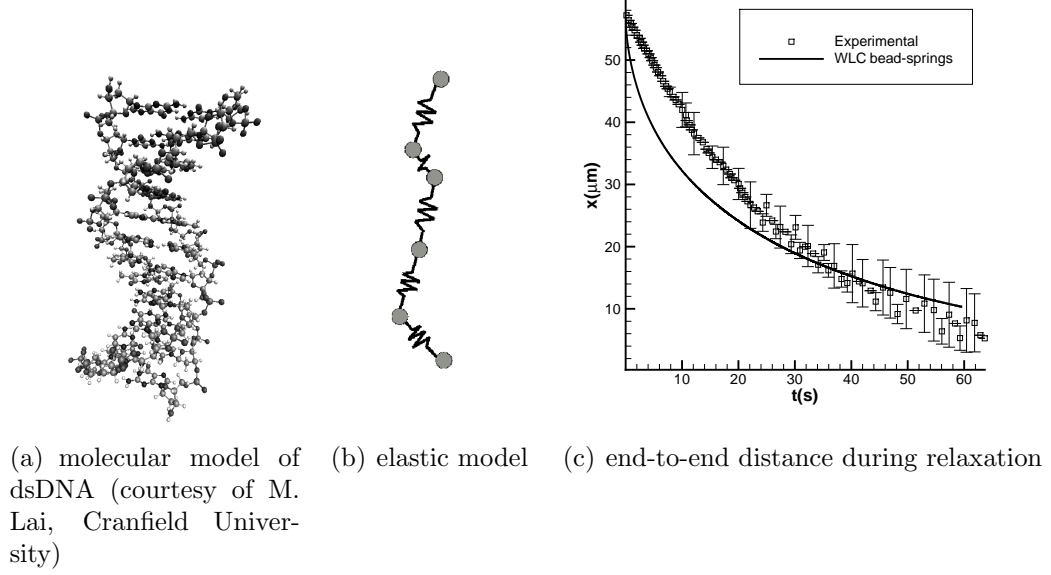 Experimental
WLC bead-springs
50
40
30
20
10
x(μm)
10 20 30 40 50 60
t(s)
(a) molecular model of
dsDNA (courtesy of M.
Lai, Cranfield Univer-
sity)
(b) elastic model
(c) end-to-end distance during relaxation